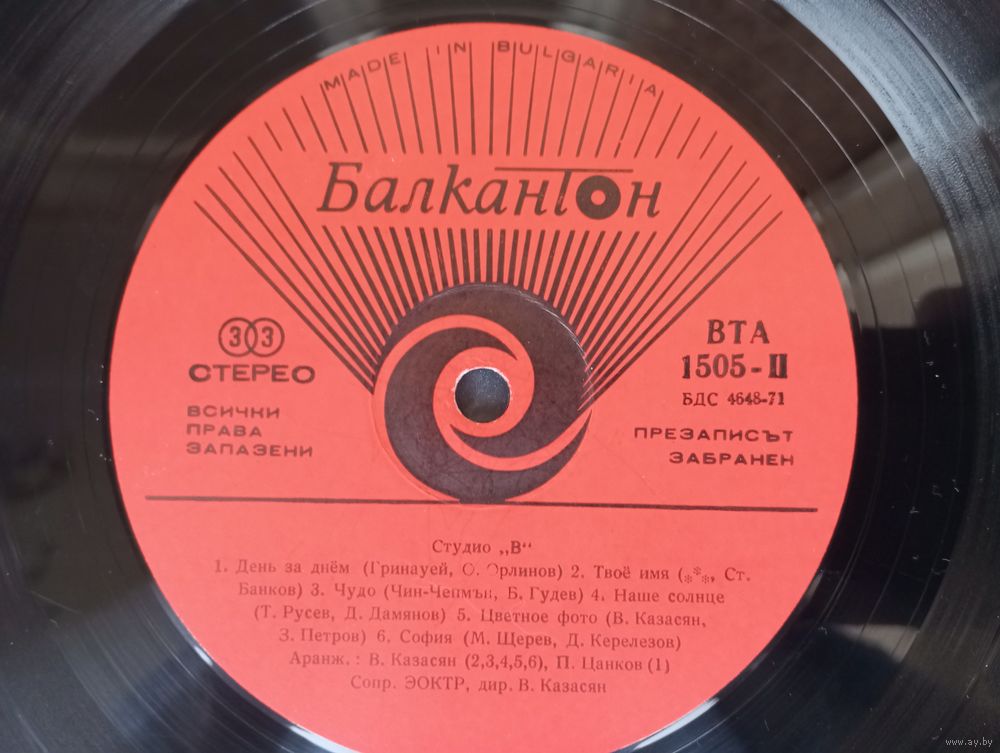 MADE IN BULGARIA
Балкантон
33
СТЕРЕО
ВСИЧКИ
ПРАВА
ЗАПАЗЕНИ
ВТА
1505-II
БДС 4648-71
ПРЕЗАПИСЪТ
ЗАБРАНЕН
Студио „В“
1. День за днём (Гринауей, О. Орлинов) 2. Твоё имя (***, Ст.
Банков) 3. Чудо (Чин-Чепмън, Б. Гудев) 4. Наше солнце
(Т. Русев, Д. Дамянов) 5. Цветное фото (В. Казасян,
З. Петров) 6. София (М. Щерев, Д. Керелезов)
Аранж.: В. Казасян (2,3,4,5,6), П. Цанков (1)
Сопр. ЭОКТР, дир. В. Казасян
www.ay.by